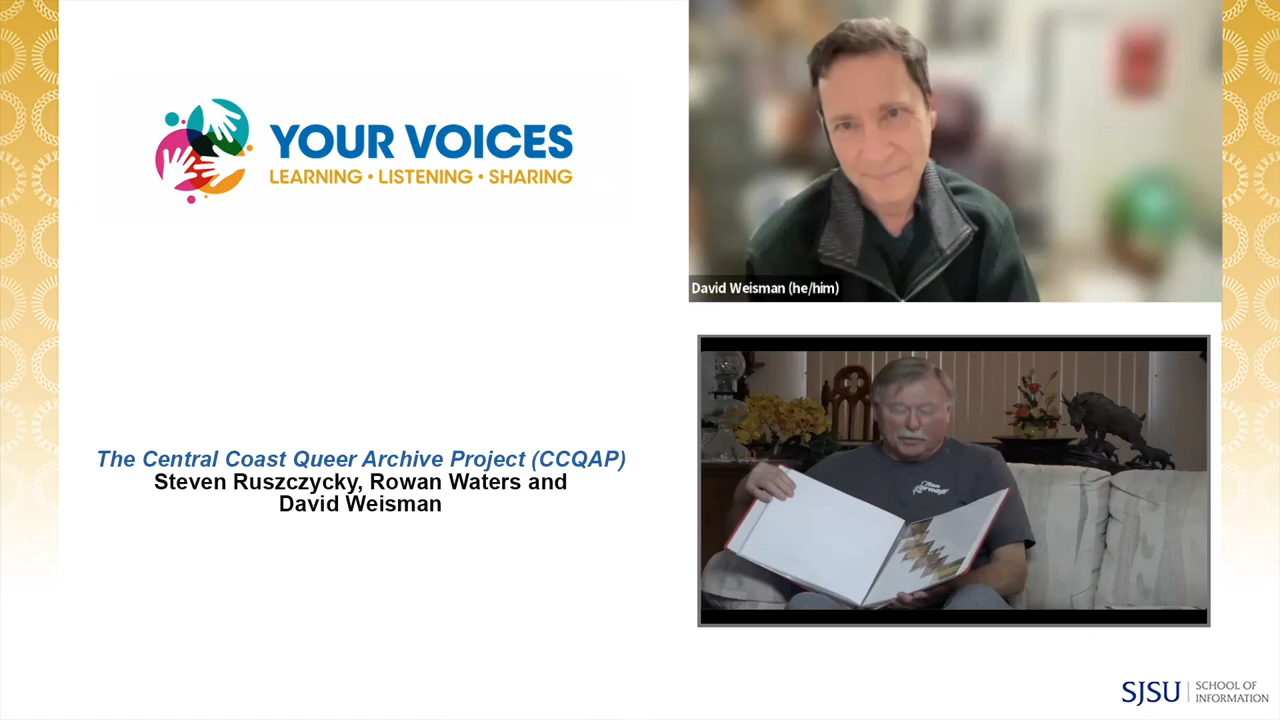 YOUR VOICES
LEARNING • LISTENING • SHARING
David Weisman (he/him)
The Central Coast Queer Archive Project (CCQAP)
Steven Ruszczycky, Rowan Waters and
David Weisman
SJSU
SCHOOL OF
INFORMATION